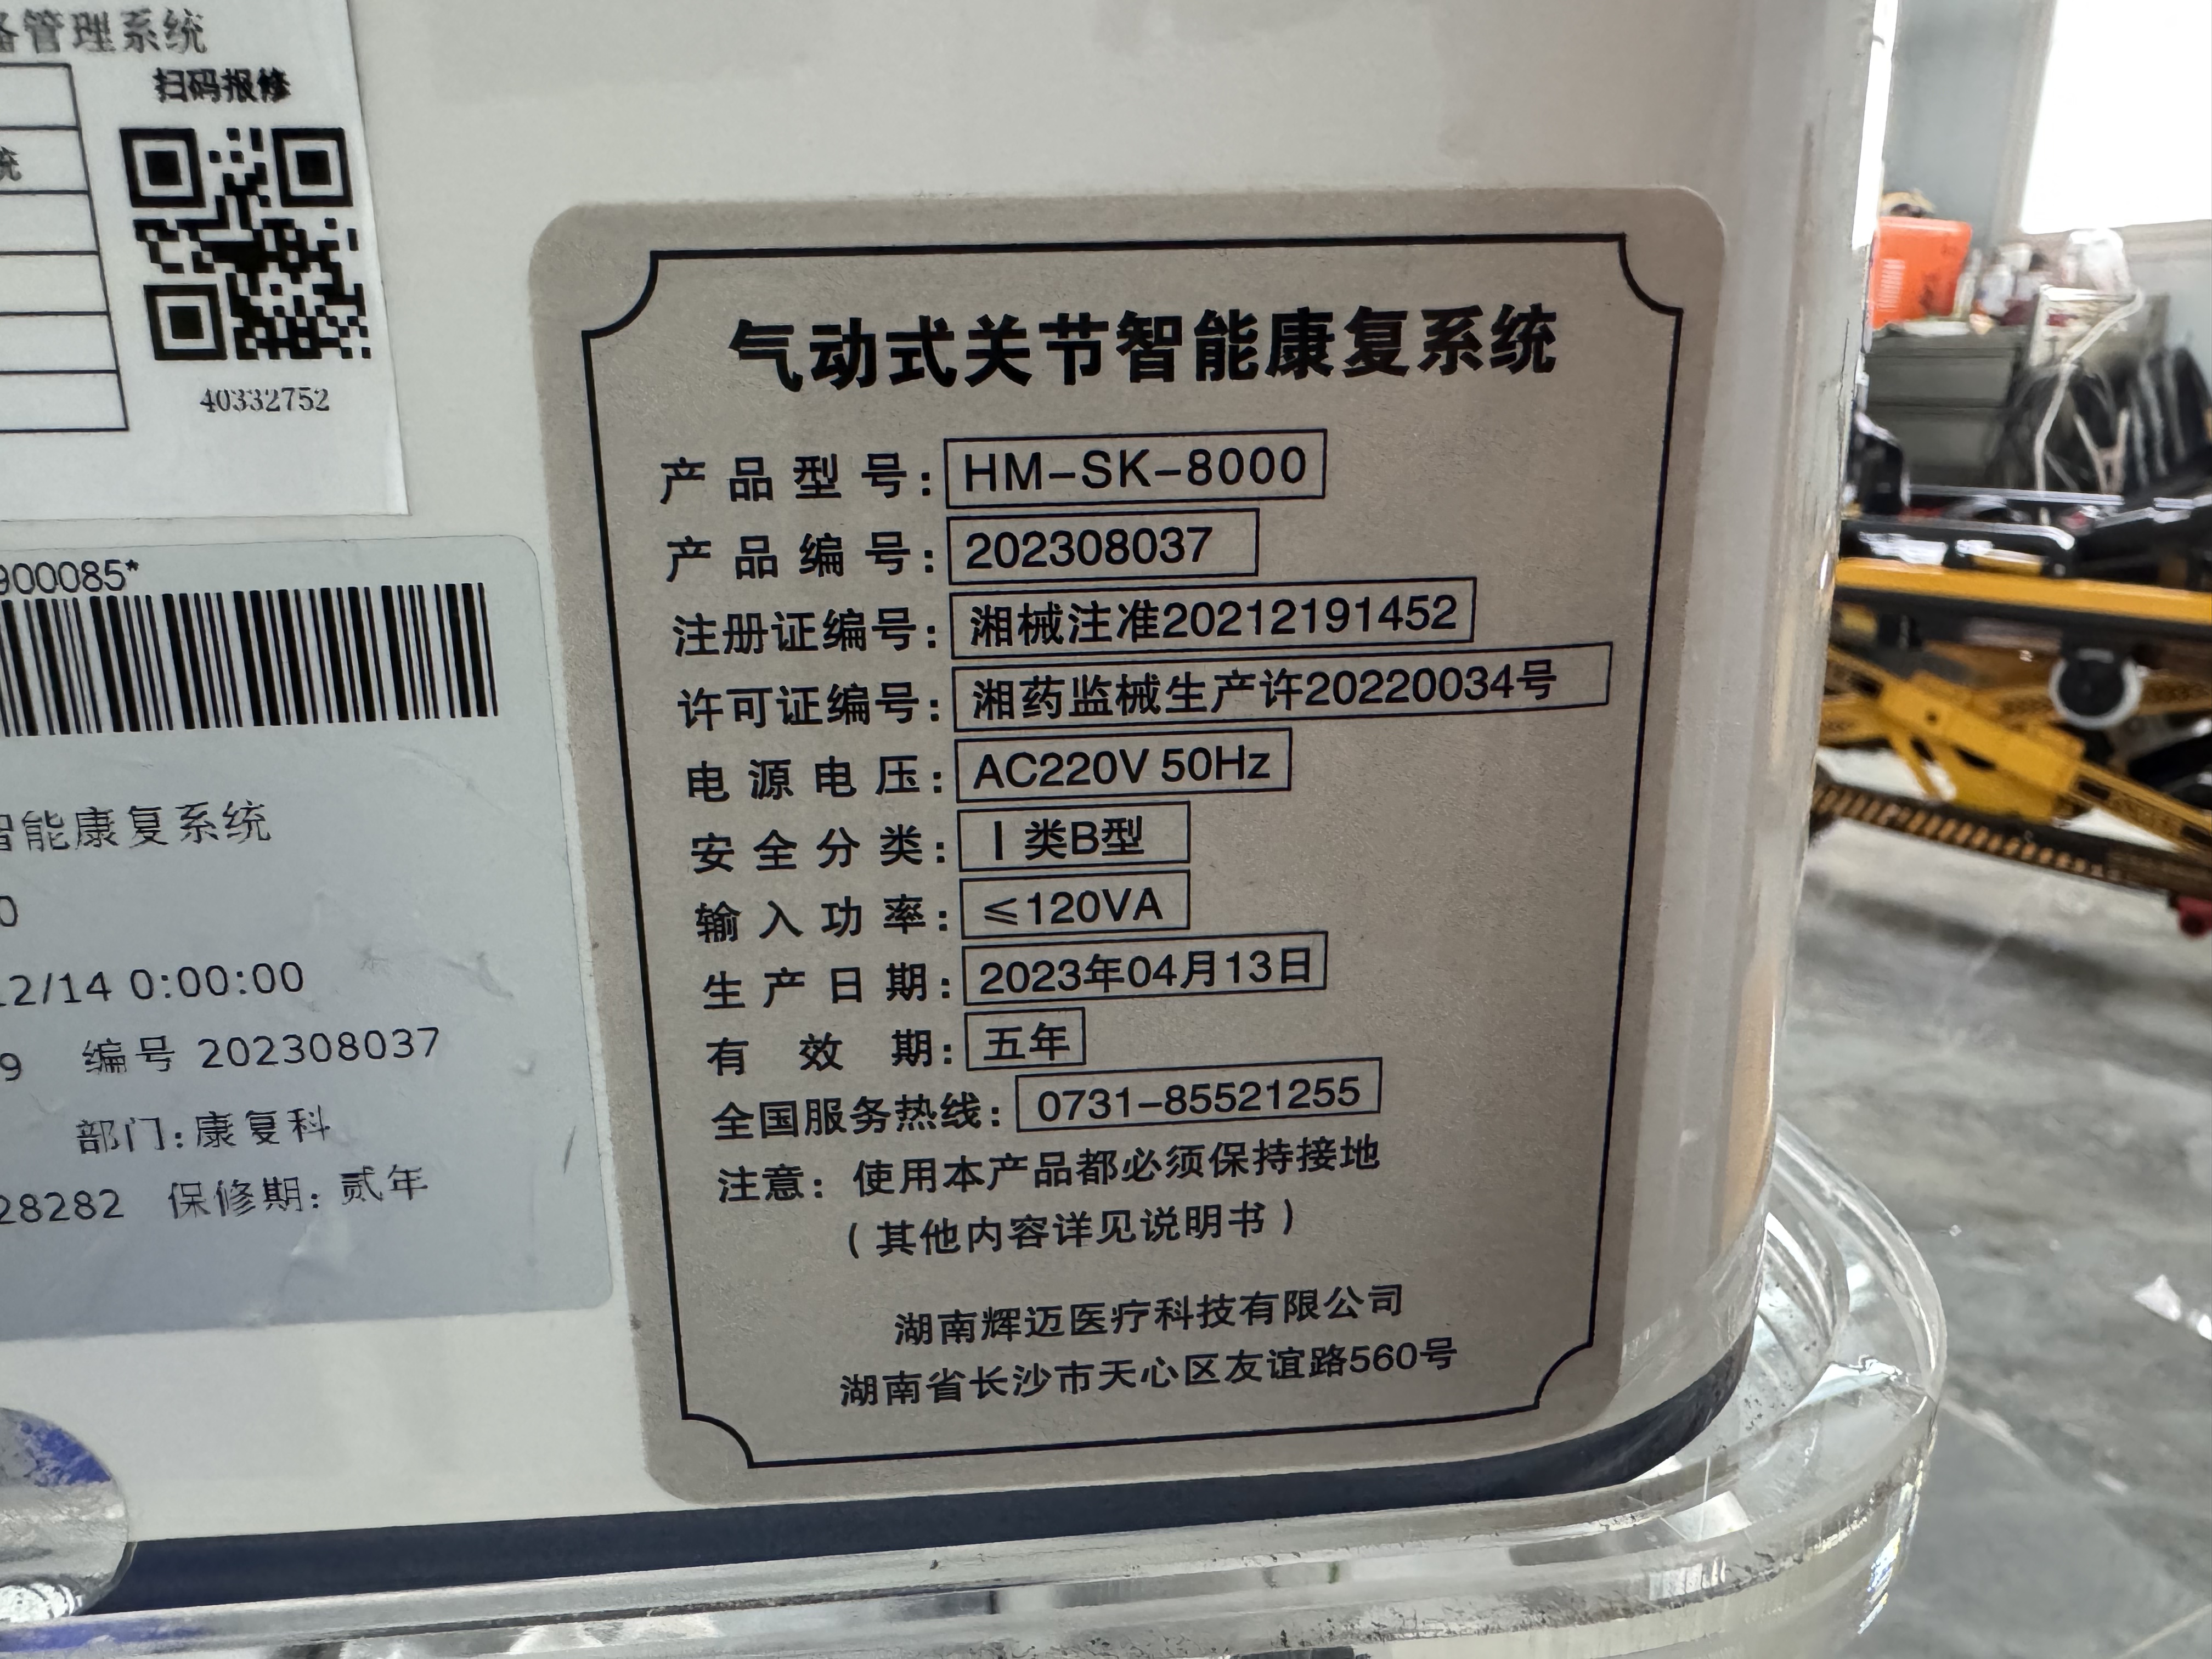 管理系统
扫码报修
统
40332752
900085*
智能康复系统
0
12/14 0:00:00
9 编号 202308037
部门:康复科
28282 保修期: 贰年
气动式关节智能康复系统
产品型号: HM-SK-8000
产品编号: 202308037
注册证编号: 湘械注准20212191452
许可证编号: 湘药监械生产许20220034号
电源电压: AC220V 50Hz
安全分类: I 类B型
输入功率: ≤120VA
生产日期: 2023年04月13日
有效期: 五年
全国服务热线: 0731-85521255
注意: 使用本产品都必须保持接地
(其他内容详见说明书)
湖南辉迈医疗科技有限公司
湖南省长沙市天心区友谊路560号